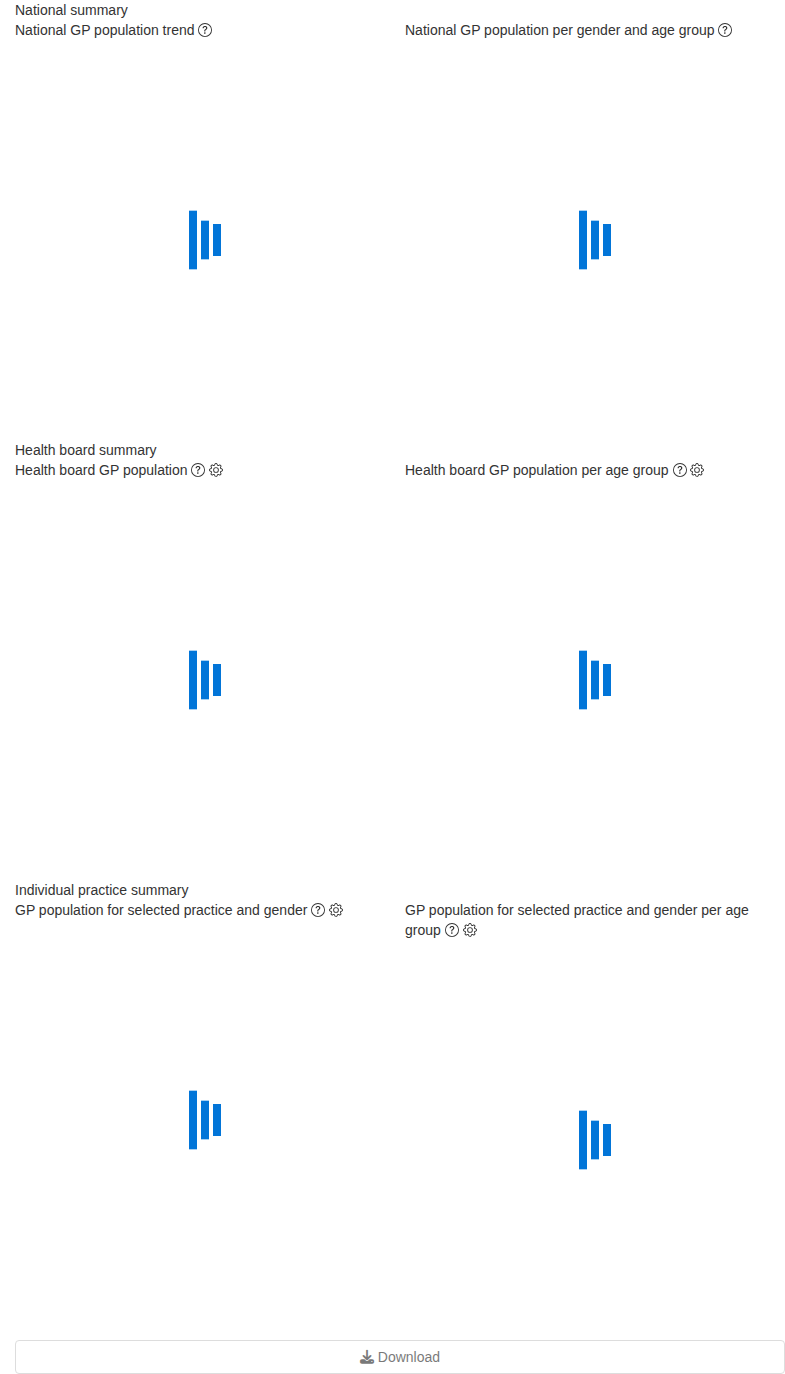 National summary
National GP population trend
National GP population per gender and age group
Health board summary
Health board GP population
Health board GP population per age group
Individual practice summary
GP population for selected practice and gender
GP population for selected practice and gender per age
group
Download